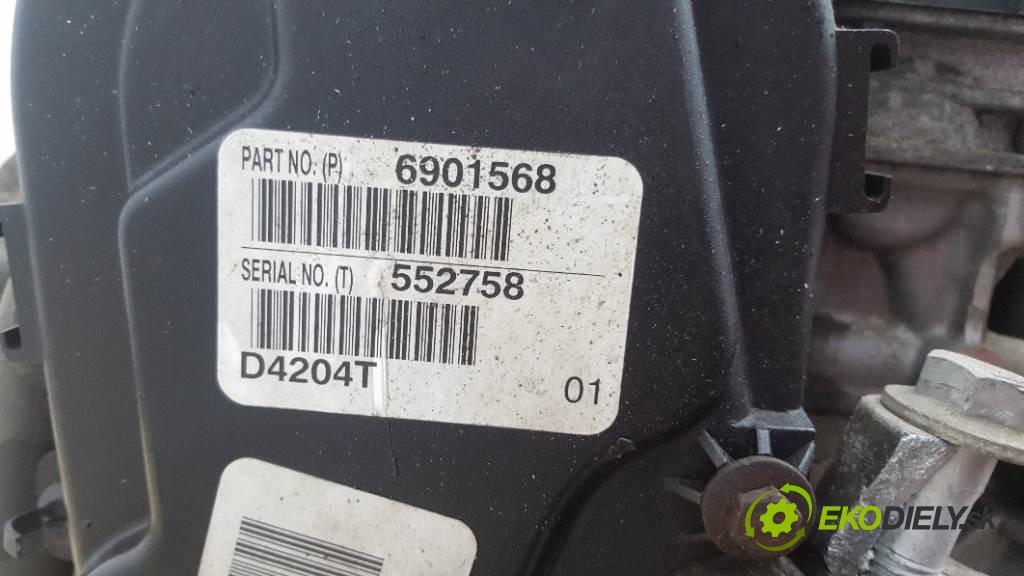 PART NO. (P) 6901568
SERIAL NO. (T) 552758
D4204T
01
EKODIELY.sk